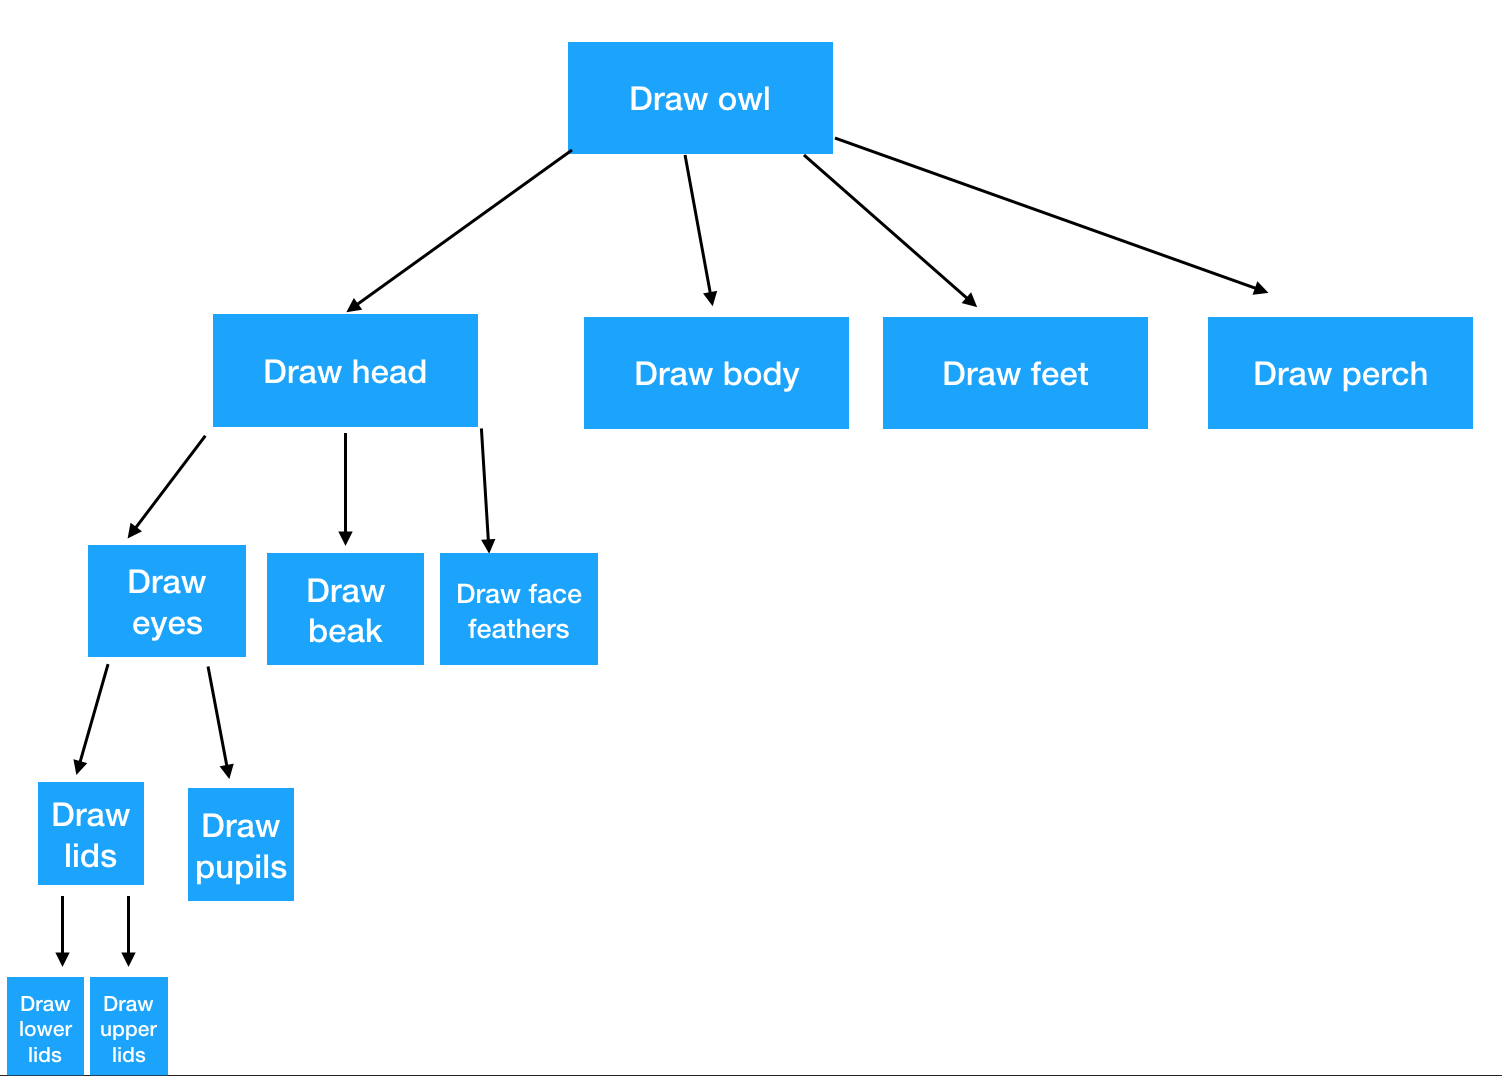 Draw owl
Draw head
Draw body
Draw feet
Draw perch
Draw
eyes
Draw
beak
Draw face
feathers
Draw
lids
Draw
pupils
Draw
lower
lids
Draw
upper
lids